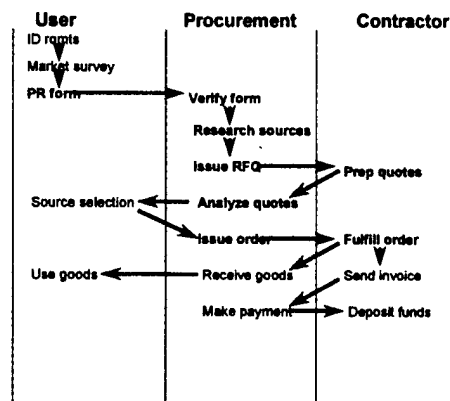 User Procurement Contractor
ID rqmts
Market survey
PR form Verify form
Research sources
Issue RFQ Prep quotes
Source selection Analyze quotes
Issue order Fulfill order
Use goods Receive goods Send invoice
Make payment Deposit funds